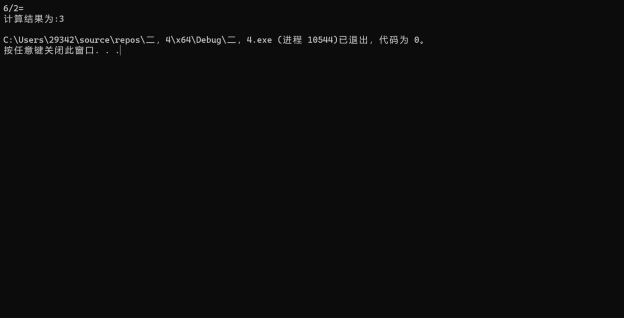 6/2=
计算结果为:3
C:\Users\29342\source\repos\二，4\x64\Debug\二，4.exe (进程 10544)已退出，代码为 0。
按任意键关闭此窗口. . .